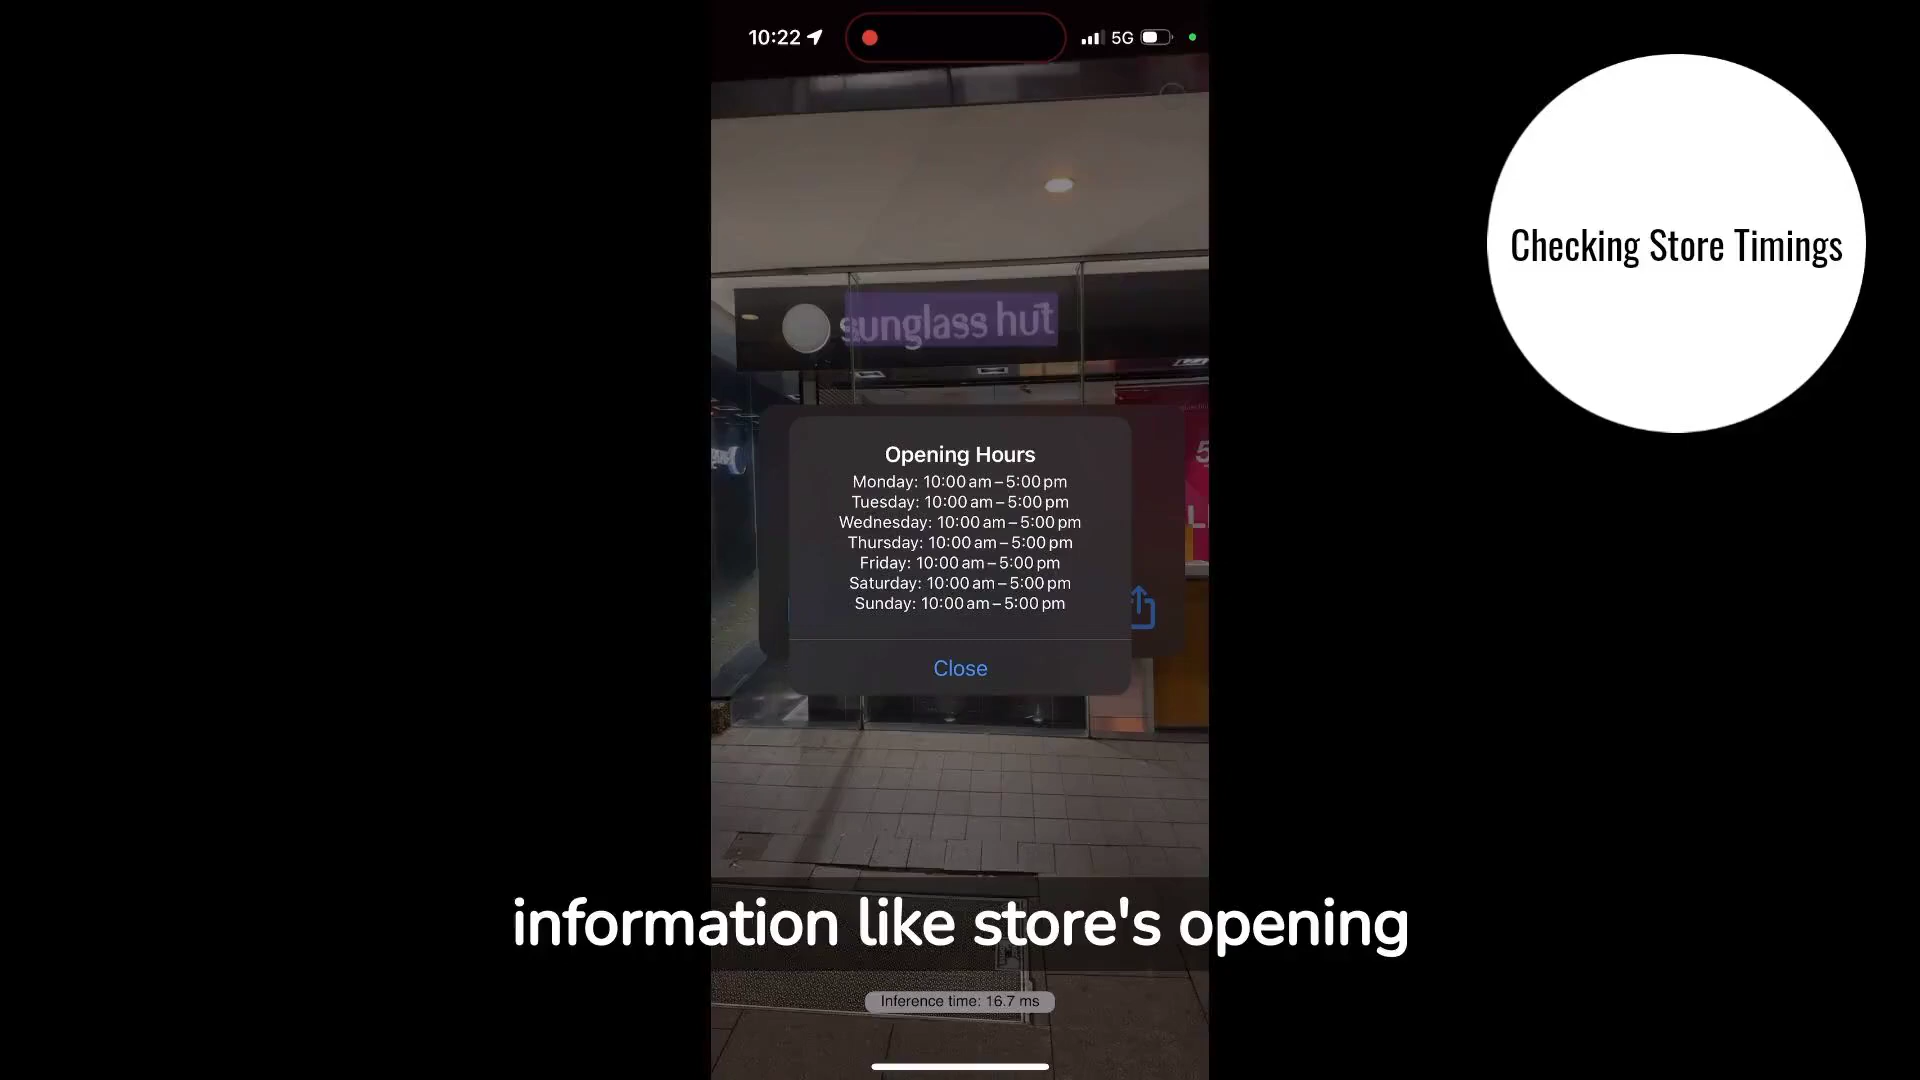 10:22
5G
Checking Store Timings
sunglass hut
Opening Hours
Monday: 10:00 am – 5:00 pm
Tuesday: 10:00 am – 5:00 pm
Wednesday: 10:00 am – 5:00 pm
Thursday: 10:00 am – 5:00 pm
Friday: 10:00 am – 5:00 pm
Saturday: 10:00 am – 5:00 pm
Sunday: 10:00 am – 5:00 pm
Close
information like store's opening
Inference time: 16.7 ms